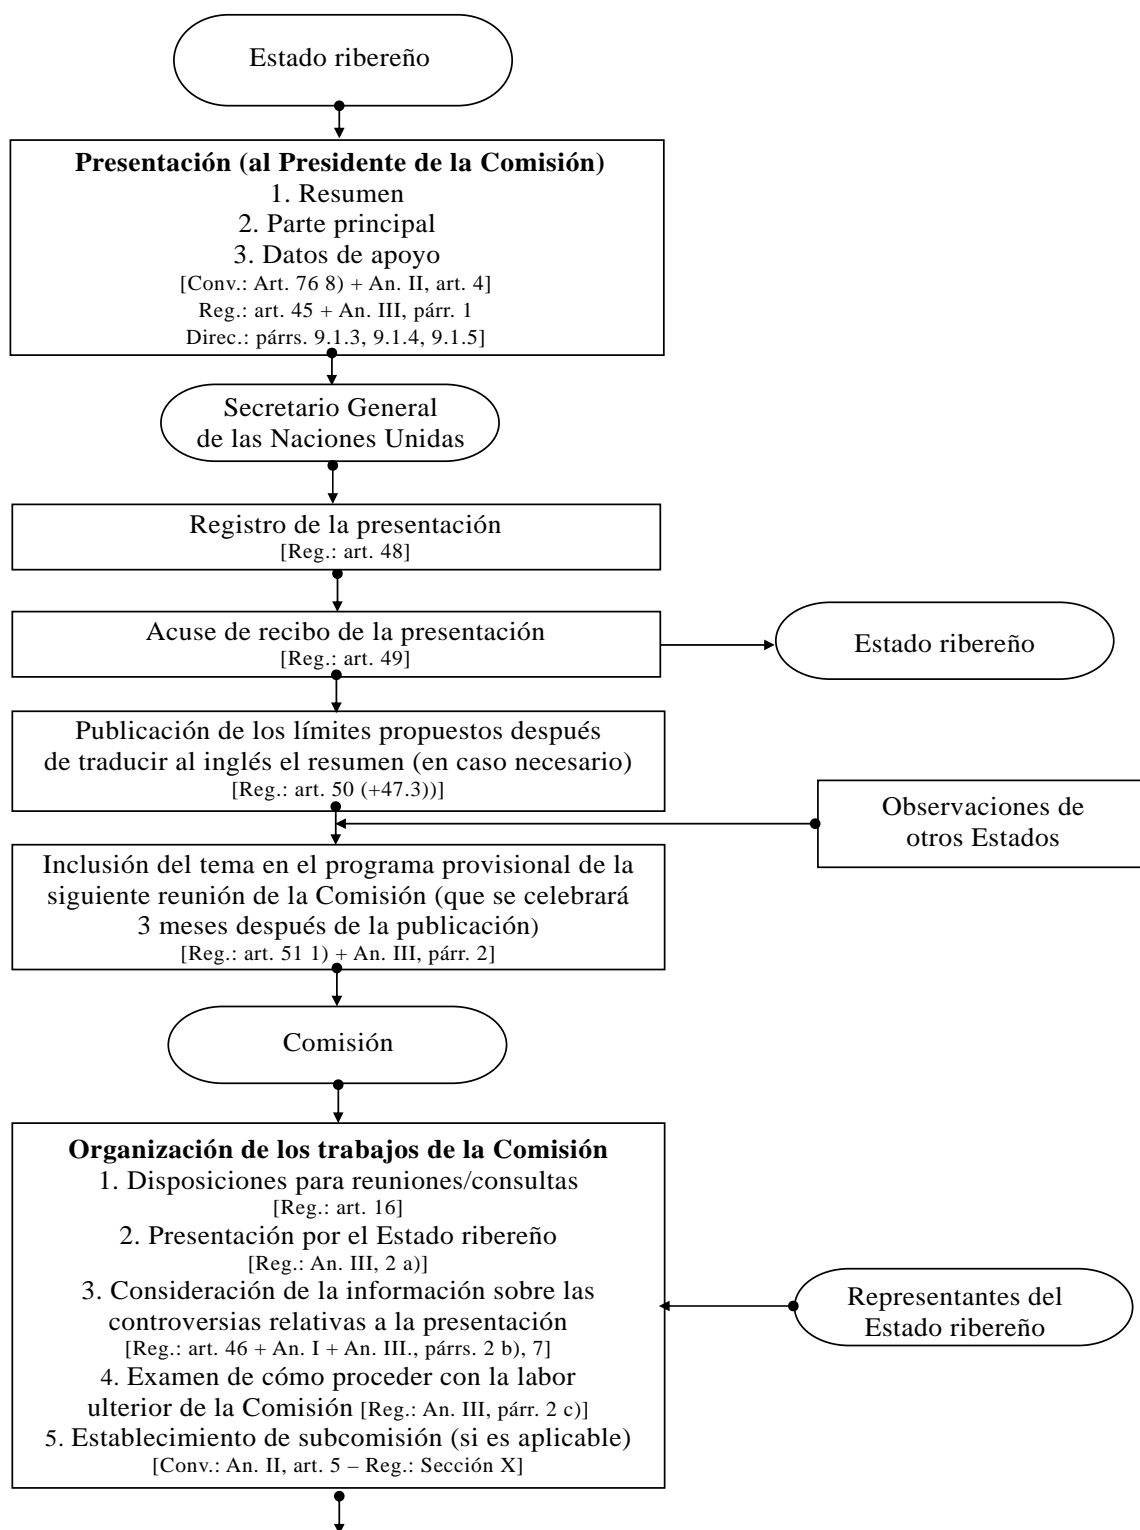 Estado ribereño
Presentación (al Presidente de la Comisión)
1. Resumen
2. Parte principal
3. Datos de apoyo
[Conv.: Art. 76 8) + An. II, art. 4]
Reg.: art. 45 + An. III, párr. 1
Direc.: párrs. 9.1.3, 9.1.4, 9.1.5]
Secretario General
de las Naciones Unidas
Registro de la presentación
[Reg.: art. 48]
Acuse de recibo de la presentación
[Reg.: art. 49]
Estado ribereño
Publicación de los límites propuestos después
de traducir al inglés el resumen (en caso necesario)
[Reg.: art. 50 (+47.3))]
Observaciones de
otros Estados
Inclusión del tema en el programa provisional de la
siguiente reunión de la Comisión (que se celebrará
3 meses después de la publicación)
[Reg.: art. 51 1) + An. III, párr. 2]
Comisión
Organización de los trabajos de la Comisión
1. Disposiciones para reuniones/consultas
[Reg.: art. 16]
2. Presentación por el Estado ribereño
[Reg.: An. III, 2 a)]
3. Consideración de la información sobre las
controversias relativas a la presentación
[Reg.: art. 46 + An. I + An. III., párrs. 2 b), 7]
4. Examen de cómo proceder con la labor
ulterior de la Comisión [Reg.: An. III, párr. 2 c)]
5. Establecimiento de subcomisión (si es aplicable)
[Conv.: An. II, art. 5 – Reg.: Sección X]
Representantes del
Estado ribereño